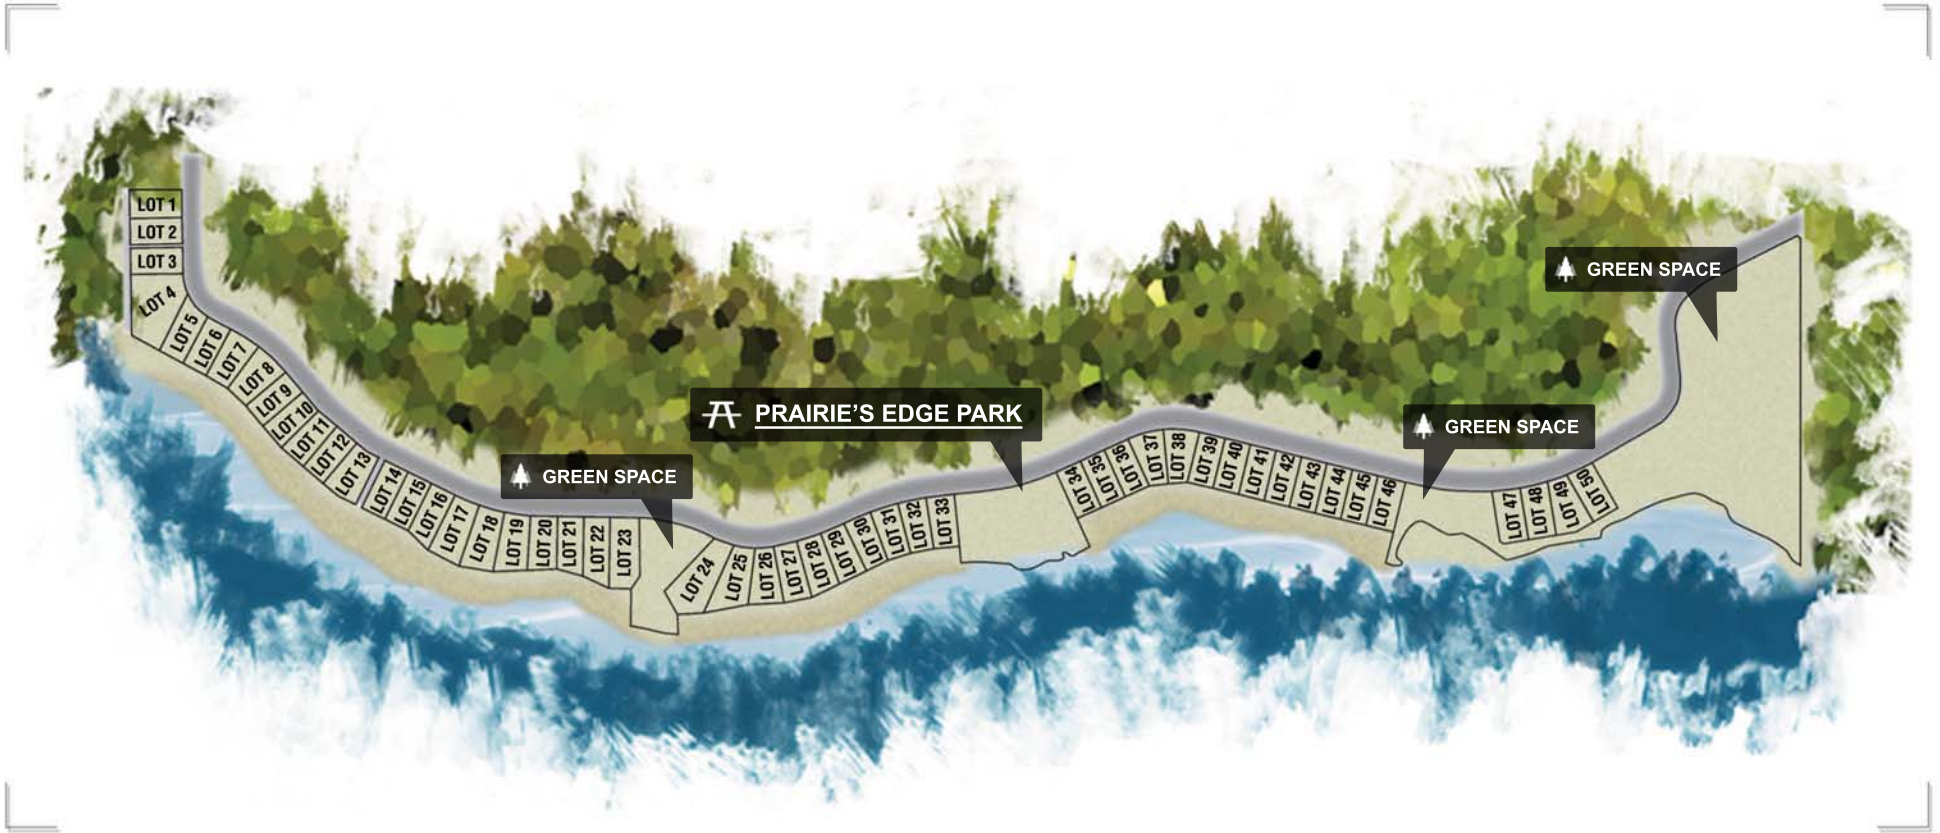 LOT 1
LOT 2
LOT 3
LOT 4
LOT 5
LOT 6
LOT 7
LOT 8
LOT 9
LOT 10
LOT 11
LOT 12
LOT 13
LOT 14
LOT 15
LOT 16
LOT 17
LOT 18
LOT 19
LOT 20
LOT 21
LOT 22
LOT 23
GREEN SPACE
LOT 24
LOT 25
LOT 26
LOT 27
LOT 28
LOT 29
LOT 30
LOT 31
LOT 32
LOT 33
PRAIRIE’S EDGE PARK
LOT 34
LOT 35
LOT 36
LOT 37
LOT 38
LOT 39
LOT 40
LOT 41
LOT 42
LOT 43
LOT 44
LOT 45
LOT 46
GREEN SPACE
LOT 47
LOT 48
LOT 49
LOT 50
GREEN SPACE